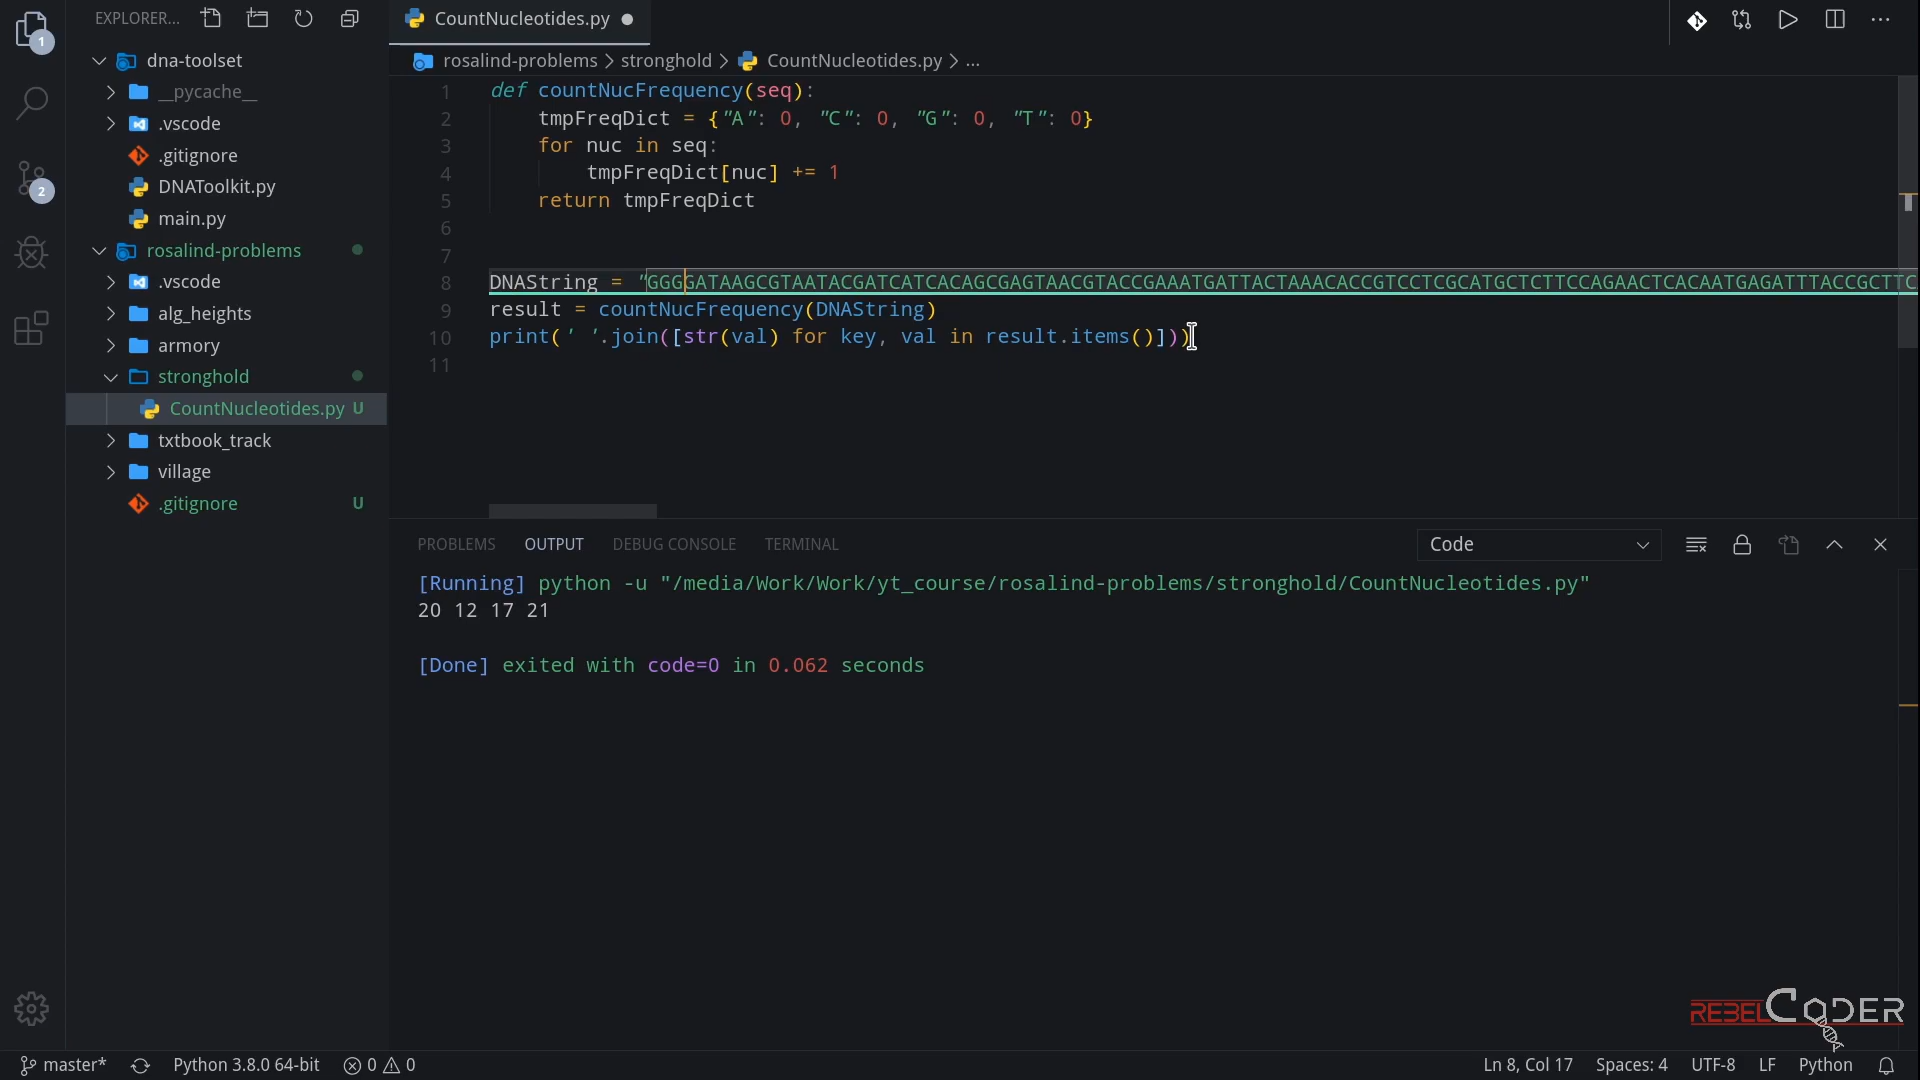 EXPLORER...
1
dna-toolset
__pycache__
.vscode
.gitignore
DNAToolkit.py
main.py
2
rosalind-problems
.vscode
alg_heights
armory
stronghold
CountNucleotides.py U
txtbook_track
village
.gitignore U
CountNucleotides.py
rosalind-problems > stronghold > CountNucleotides.py > ...
1 def countNucFrequency(seq):
2 tmpFreqDict = {"A": 0, "C": 0, "G": 0, "T": 0}
3 for nuc in seq:
4 tmpFreqDict[nuc] += 1
5 return tmpFreqDict
6
7
8 DNAString = "GGGGATAAGCGTAATACGATCATCACAGCGAGTAACGTACCGAAATGATTACTAAACACCGTCCTCGCATGCTCTTCCAGAACTCACAATGAGATTTACCGCTTC
9 result = countNucFrequency(DNAString)
10 print(' '.join([str(val) for key, val in result.items()]))
11
PROBLEMS OUTPUT DEBUG CONSOLE TERMINAL
Code
[Running] python -u "/media/Work/Work/yt_course/rosalind-problems/stronghold/CountNucleotides.py"
20 12 17 21
[Done] exited with code=0 in 0.062 seconds
REBELCODER
master* Python 3.8.0 64-bit 0 0 Ln 8, Col 17 Spaces: 4 UTF-8 LF Python